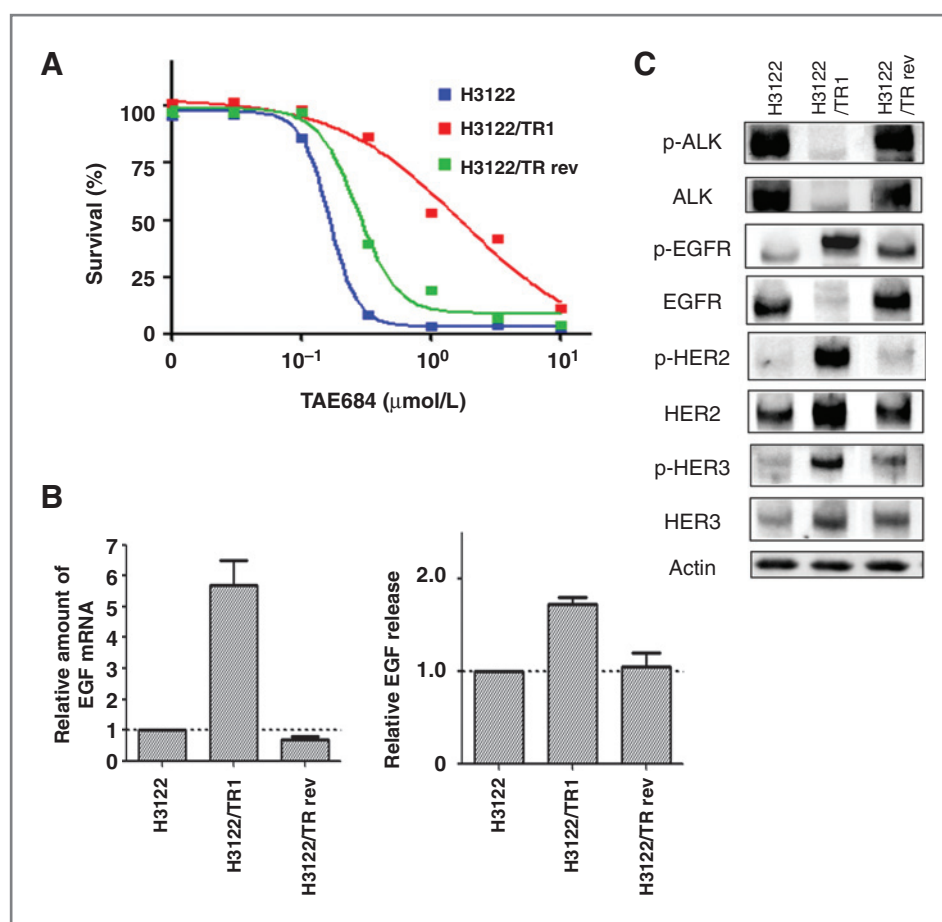 A
100
75
50
25
0
Survival (%)
0
10⁻¹
10⁰
10¹
TAE684 (μmol/L)
H3122
H3122/TR1
H3122/TR rev
B
7
6
5
4
3
2
1
0
Relative amount of
EGF mRNA
H3122
H3122/TR1
H3122/TR rev
2.0
1.0
0
Relative EGF release
H3122
H3122/TR1
H3122/TR rev
C
H3122
H3122
/TR1
H3122
/TR rev
p-ALK
ALK
p-EGFR
EGFR
p-HER2
HER2
p-HER3
HER3
Actin